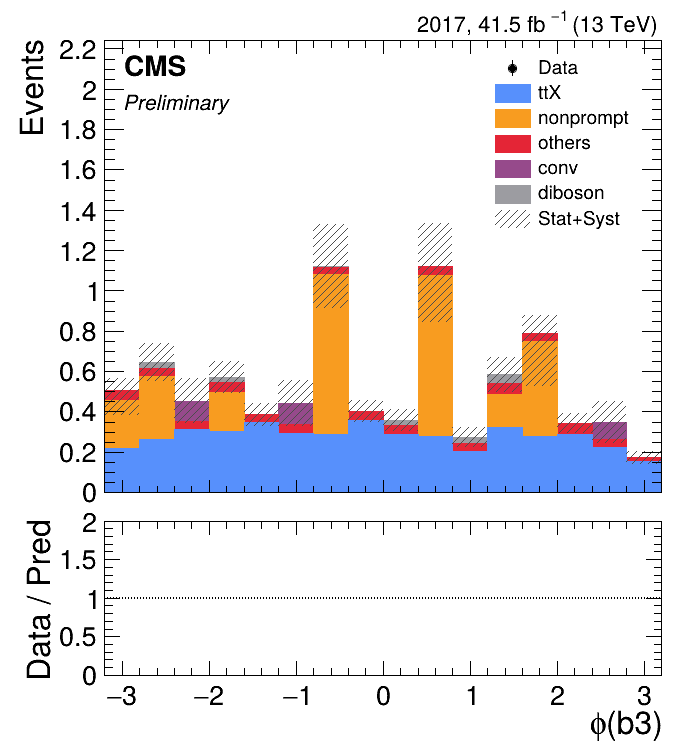 2017, 41.5 fb⁻¹ (13 TeV)
CMS
Preliminary
Data
ttX
nonprompt
others
conv
diboson
Stat+Syst
Events
2.2
2
1.8
1.6
1.4
1.2
1
0.8
0.6
0.4
0.2
0
Data / Pred
2
1.5
1
0.5
0
−3 −2 −1 0 1 2 3
ϕ(b3)